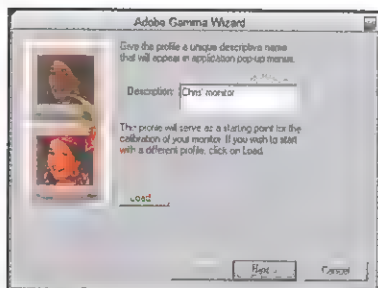 Adobe Gamma Wizard
Give the profile a unique descriptive name
that will appear in application pop-up menus.
Description: Chris' monitor
This profile will serve as a starting point for the
calibration of your monitor. If you wish to start
with a different profile, click on Load.
Load...
Next
Cancel